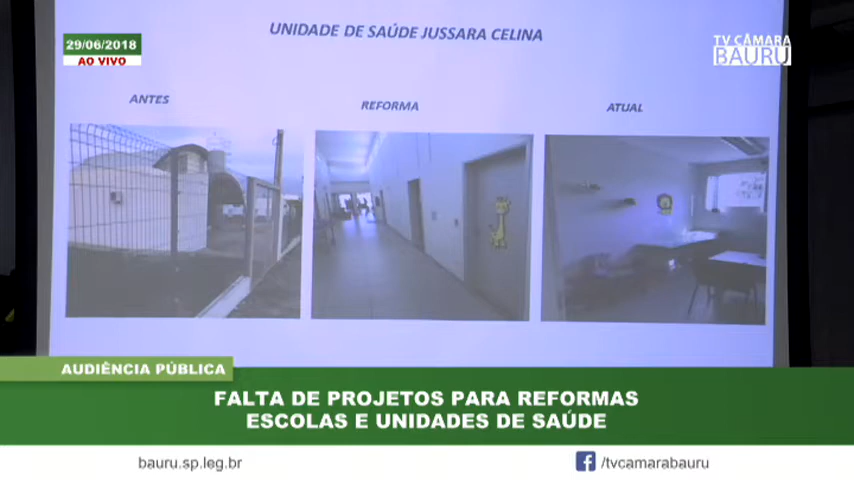 UNIDADE DE SAÚDE JUSSARA CELINA
29/06/2018
AO VIVO
TV CÂMARA
BAURU
ANTES
REFORMA
ATUAL
AUDIÊNCIA PÚBLICA
FALTA DE PROJETOS PARA REFORMAS
ESCOLAS E UNIDADES DE SAÚDE
bauru.sp.leg.br
/tvcamarabauru